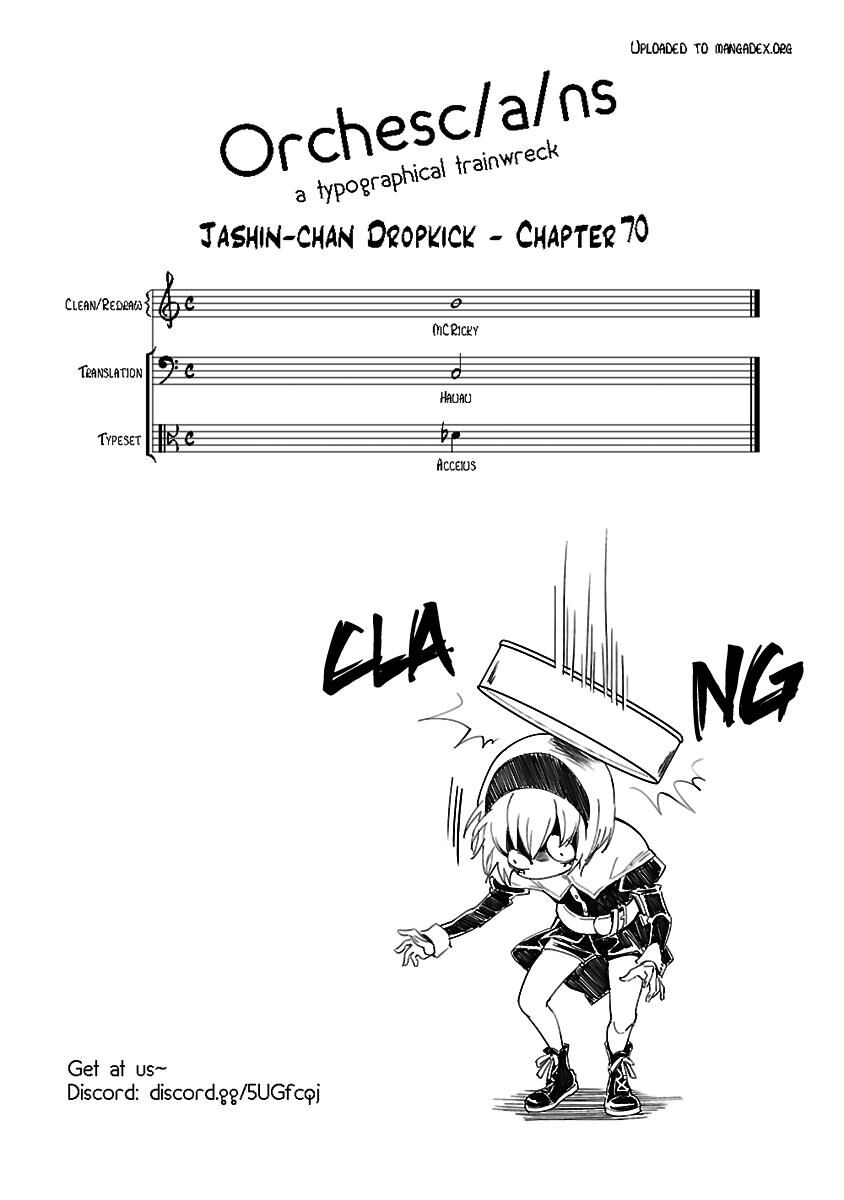 Uploaded to mangadex.org
Orchesc/a/ns
a typographical trainwreck
Jashin-chan Dropkick - Chapter 70
Clean/Redraw
MCRicky
Translation
Hauau
Typeset
Acceius
CLA
NG
Get at us~
Discord: discord.gg/5UGfcqj